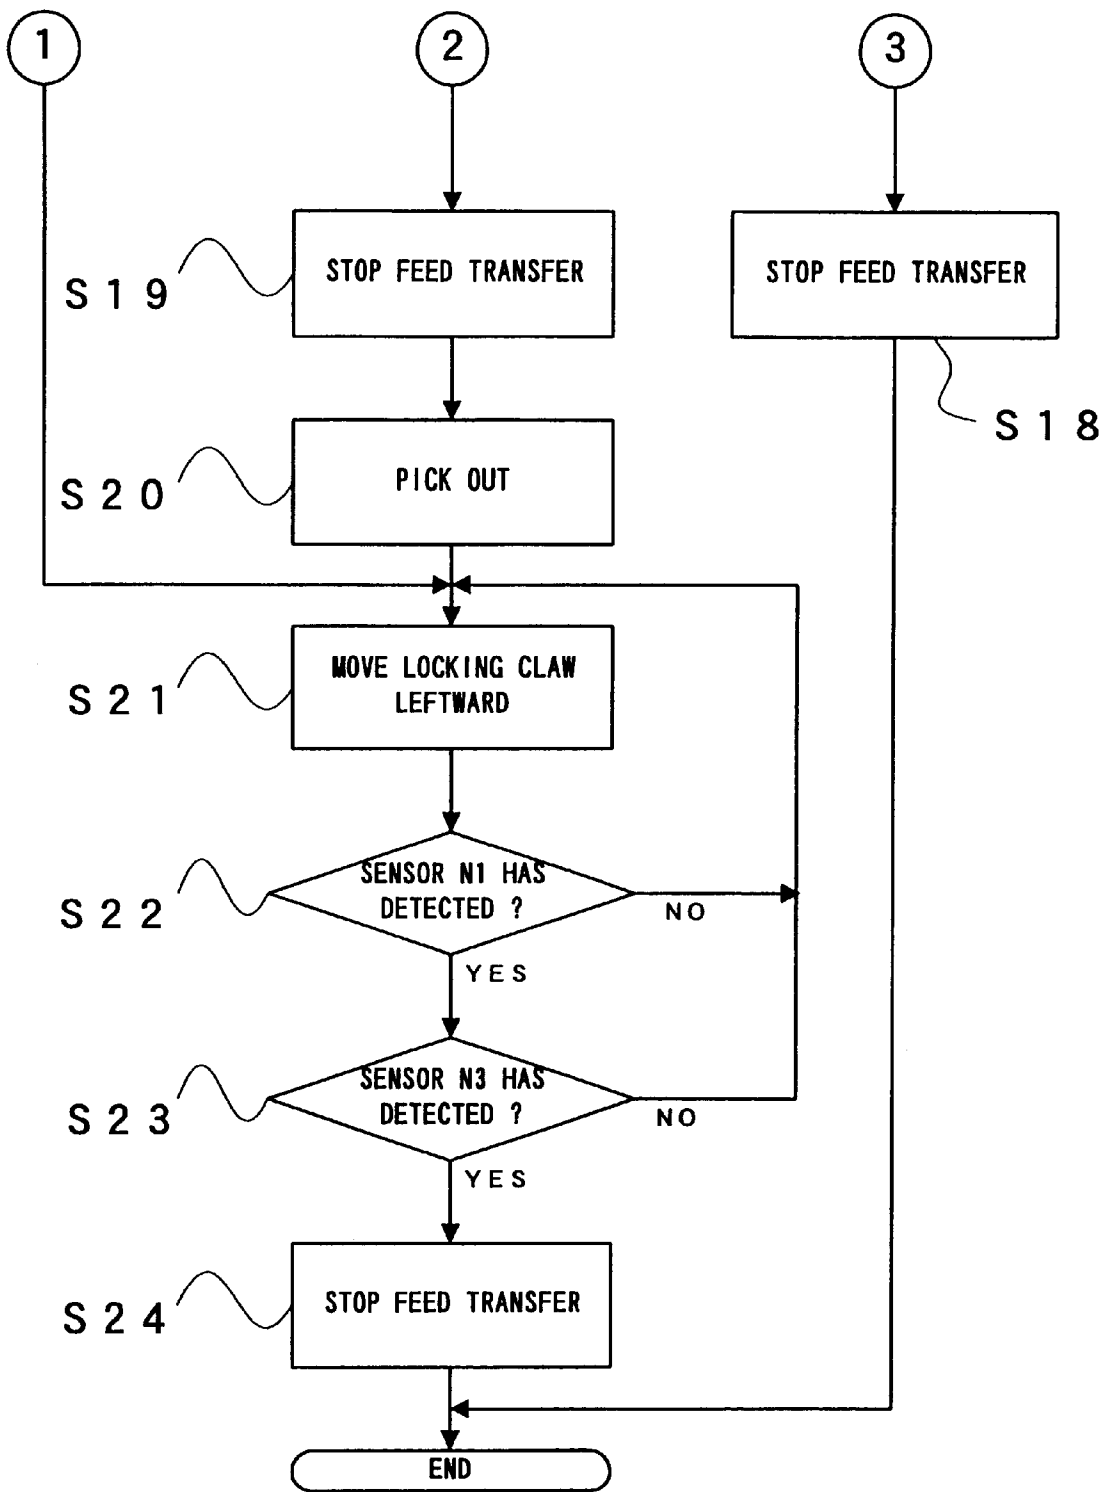 1
2
3
STOP FEED TRANSFER
S19
STOP FEED TRANSFER
S18
PICK OUT
S20
MOVE LOCKING CLAW
LEFTWARD
S21
SENSOR N1 HAS
DETECTED ?
S22
NO
YES
SENSOR N3 HAS
DETECTED ?
S23
NO
YES
STOP FEED TRANSFER
S24
END